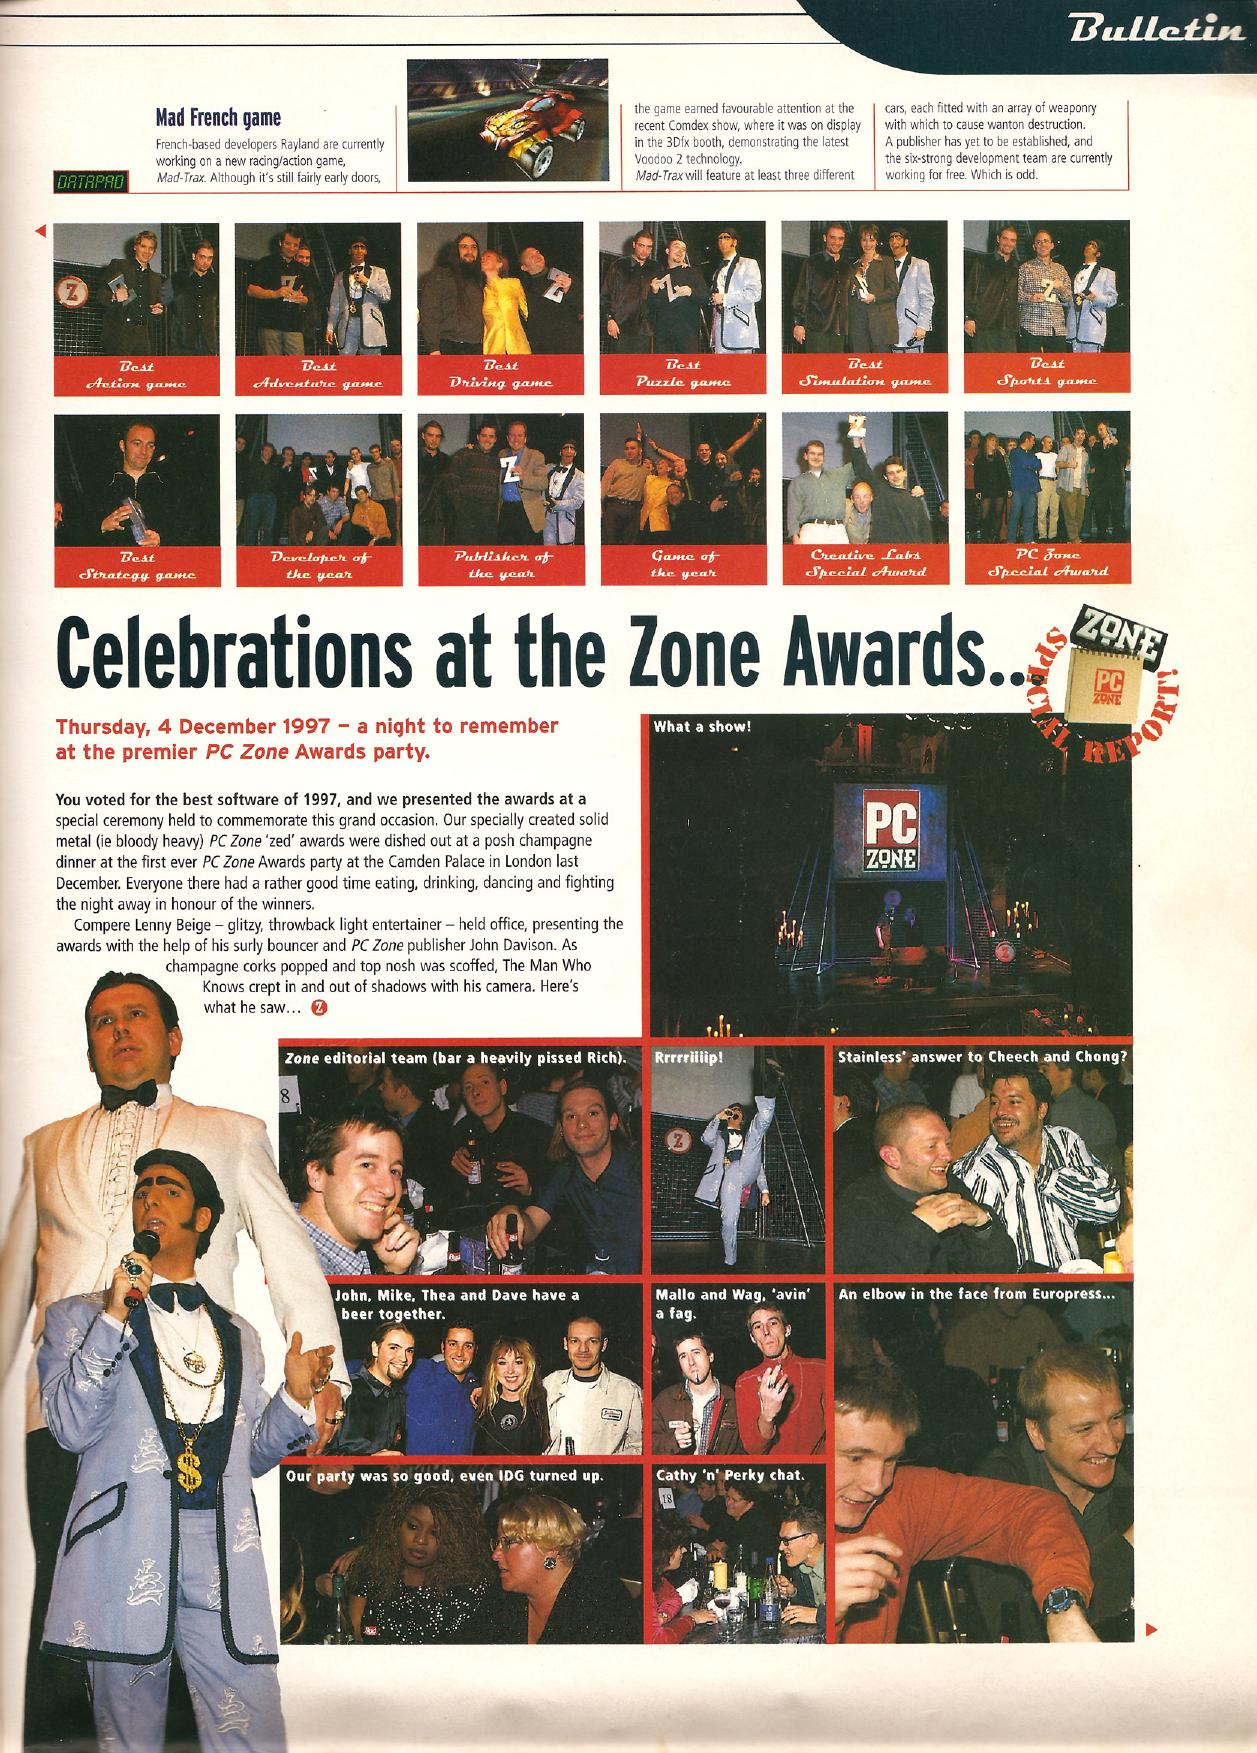 Bulletin
Mad French game
French-based developers Rayland are currently
working on a new racing/action game,
Mad-Trax. Although it's still fairly early doors,
DATAPAD
the game earned favourable attention at the
recent Comdex show, where it was on display
in the 3Dfx booth, demonstrating the latest
Voodoo 2 technology.
Mad-Trax will feature at least three different
cars, each fitted with an array of weaponry
with which to cause wanton destruction.
A publisher has yet to be established, and
the six-strong development team are currently
working for free. Which is odd.
Best
Action game
Best
Adventure game
Best
Driving game
Best
Puzzle game
Best
Simulation game
Best
Sports game
Best
Strategy game
Developer of
the year
Publisher of
the year
Game of
the year
Creative Labs
Special Award
PC Zone
Special Award
Celebrations at the Zone Awards...
ZONE
PC
ZONE
SPECIAL REPORT!
Thursday, 4 December 1997 – a night to remember
at the premier PC Zone Awards party.
You voted for the best software of 1997, and we presented the awards at a
special ceremony held to commemorate this grand occasion. Our specially created solid
metal (ie bloody heavy) PC Zone 'zed' awards were dished out at a posh champagne
dinner at the first ever PC Zone Awards party at the Camden Palace in London last
December. Everyone there had a rather good time eating, drinking, dancing and fighting
the night away in honour of the winners.
Compere Lenny Beige – glitzy, throwback light entertainer – held office, presenting the
awards with the help of his surly bouncer and PC Zone publisher John Davison. As
champagne corks popped and top nosh was scoffed, The Man Who
Knows crept in and out of shadows with his camera. Here's
what he saw... Z
What a show!
PC
ZONE
Zone editorial team (bar a heavily pissed Rich).
8
Rrrrriiiip!
Z
Stainless' answer to Cheech and Chong?
John, Mike, Thea and Dave have a
beer together.
Mallo and Wag, 'avin'
a fag.
An elbow in the face from Europress...
Our party was so good, even IDG turned up.
Cathy 'n' Perky chat.
18